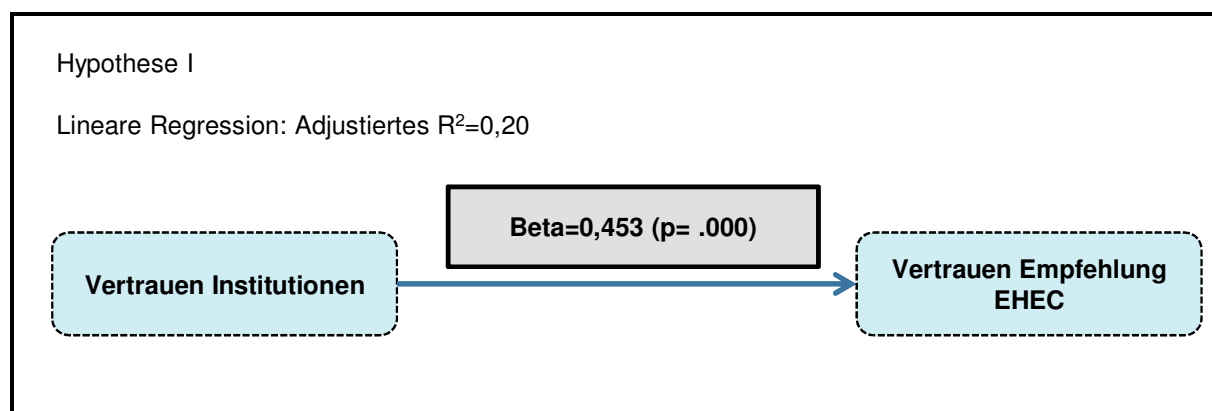 Hypothese I
Lineare Regression: Adjustiertes R²=0,20
Beta=0,453 (p= .000)
Vertrauen Institutionen
Vertrauen Empfehlung
EHEC